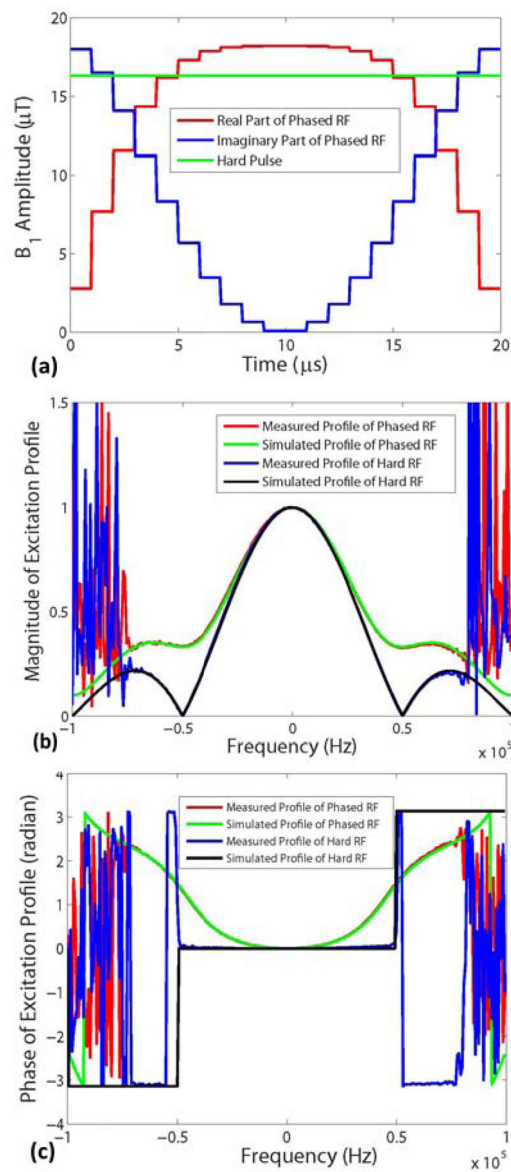 20
15
10
5
0
B1 Amplitude (μT)
Real Part of Phased RF
Imaginary Part of Phased RF
Hard Pulse
0 5 10 15 20
(a) Time (μs)
1.5
1
0.5
0
Magnitude of Excitation Profile
Measured Profile of Phased RF
Simulated Profile of Phased RF
Measured Profile of Hard RF
Simulated Profile of Hard RF
-1 -0.5 0 0.5 1
(b) Frequency (Hz) x 10^5
4
3
2
1
0
-1
-2
-3
-4
Phase of Excitation Profile (radian)
Measured Profile of Phased RF
Simulated Profile of Phased RF
Measured Profile of Hard RF
Simulated Profile of Hard RF
-1 -0.5 0 0.5 1
(c) Frequency (Hz) x 10^5